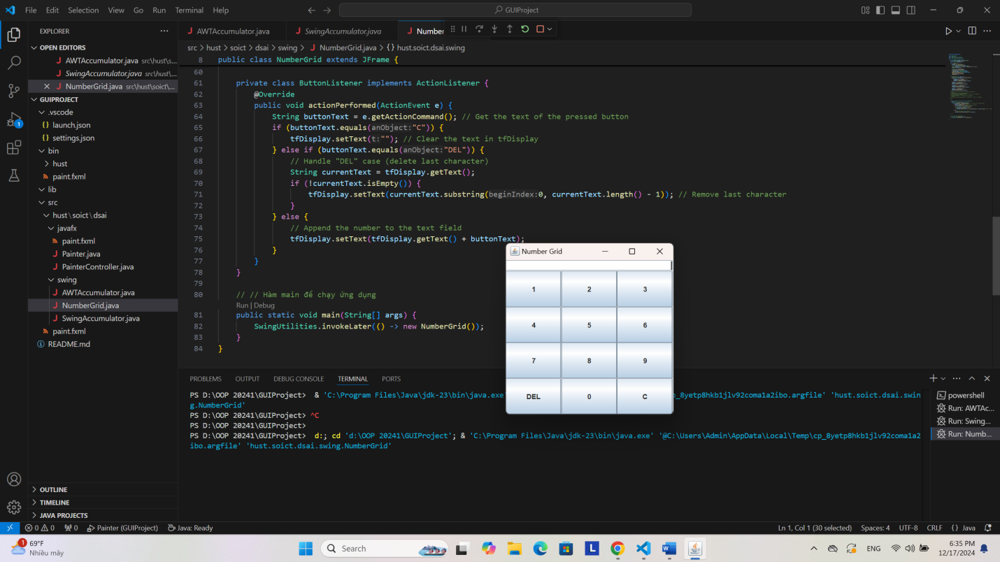 File Edit Selection View Go Run Terminal Help
GUIProject
EXPLORER
OPEN EDITORS
AWTAccumulator.java src\hust\s...
SwingAccumulator.java src\hust\...
NumberGrid.java src\hust\soict\...
GUIPROJECT
.vscode
launch.json
settings.json
bin
hust
paint.fxml
lib
src
hust\soict\dsai
javafx
paint.fxml
Painter.java
PainterController.java
swing
AWTAccumulator.java
NumberGrid.java
SwingAccumulator.java
paint.fxml
README.md
OUTLINE
TIMELINE
JAVA PROJECTS
AWTAccumulator.java SwingAccumulator.java Number
src > hust > soict > dsai > swing > NumberGrid.java > {} hust.soict.dsai.swing
8 public class NumberGrid extends JFrame {
60
61 private class ButtonListener implements ActionListener {
62 @Override
63 public void actionPerformed(ActionEvent e) {
64 String buttonText = e.getActionCommand(); // Get the text of the pressed button
65 if (buttonText.equals(anObject:"C")) {
66 tfDisplay.setText(t:""); // Clear the text in tfDisplay
67 } else if (buttonText.equals(anObject:"DEL")) {
68 // Handle "DEL" case (delete last character)
69 String currentText = tfDisplay.getText();
70 if (!currentText.isEmpty()) {
71 tfDisplay.setText(currentText.substring(beginIndex:0, currentText.length() - 1)); // Remove last character
72 }
73 } else {
74 // Append the number to the text field
75 tfDisplay.setText(tfDisplay.getText() + buttonText);
76 }
77 }
78 }
79
80 // // Hàm main để chạy ứng dụng
Run | Debug
81 public static void main(String[] args) {
82 SwingUtilities.invokeLater(() -> new NumberGrid());
83 }
84 }
Number Grid
1 2 3
4 5 6
7 8 9
DEL 0 C
PROBLEMS OUTPUT DEBUG CONSOLE TERMINAL PORTS
PS D:\OOP 20241\GUIProject> & 'C:\Program Files\Java\jdk-23\bin\java.exe p_8yetp8hkb1jlv92coma1a2ibo.argfile' 'hust.soict.dsai.swin
g.NumberGrid'
PS D:\OOP 20241\GUIProject> ^C
PS D:\OOP 20241\GUIProject>
PS D:\OOP 20241\GUIProject> d:; cd 'd:\OOP 20241\GUIProject'; & 'C:\Program Files\Java\jdk-23\bin\java.exe' '@C:\Users\Admin\AppData\Local\Temp\cp_8yetp8hkb1jlv92coma1a2
ibo.argfile' 'hust.soict.dsai.swing.NumberGrid'
powershell
Run: AWTAc...
Run: Swing...
Run: Numb...
1
0 0 0 Painter (GUIProject) Java: Ready
Ln 1, Col 1 (30 selected) Spaces: 4 UTF-8 CRLF {} Java
1 69°F
Nhiều mây
Search
L
ENG
6:35 PM
12/17/2024